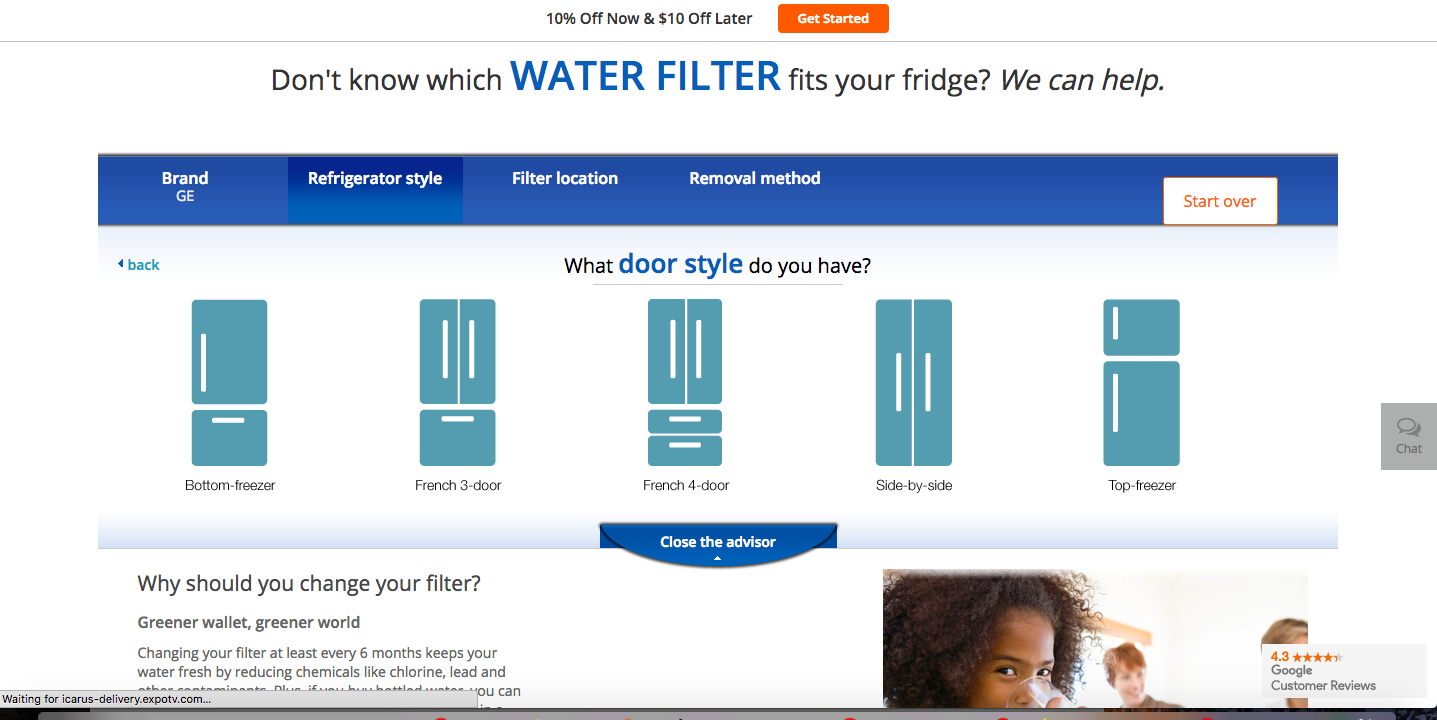 10% Off Now & $10 Off Later Get Started
Don't know which WATER FILTER fits your fridge? We can help.
Brand Refrigerator style Filter location Removal method
GE
Start over
back
What door style do you have?
Bottom-freezer French 3-door French 4-door Side-by-side Top-freezer
Chat
Close the advisor
Why should you change your filter?
Greener wallet, greener world
Changing your filter at least every 6 months keeps your
water fresh by reducing chemicals like chlorine, lead and
other contaminants. Plus, if you buy bottled water, you can
4.3
Google
Customer Reviews
Waiting for icarus-delivery.expotv.com...